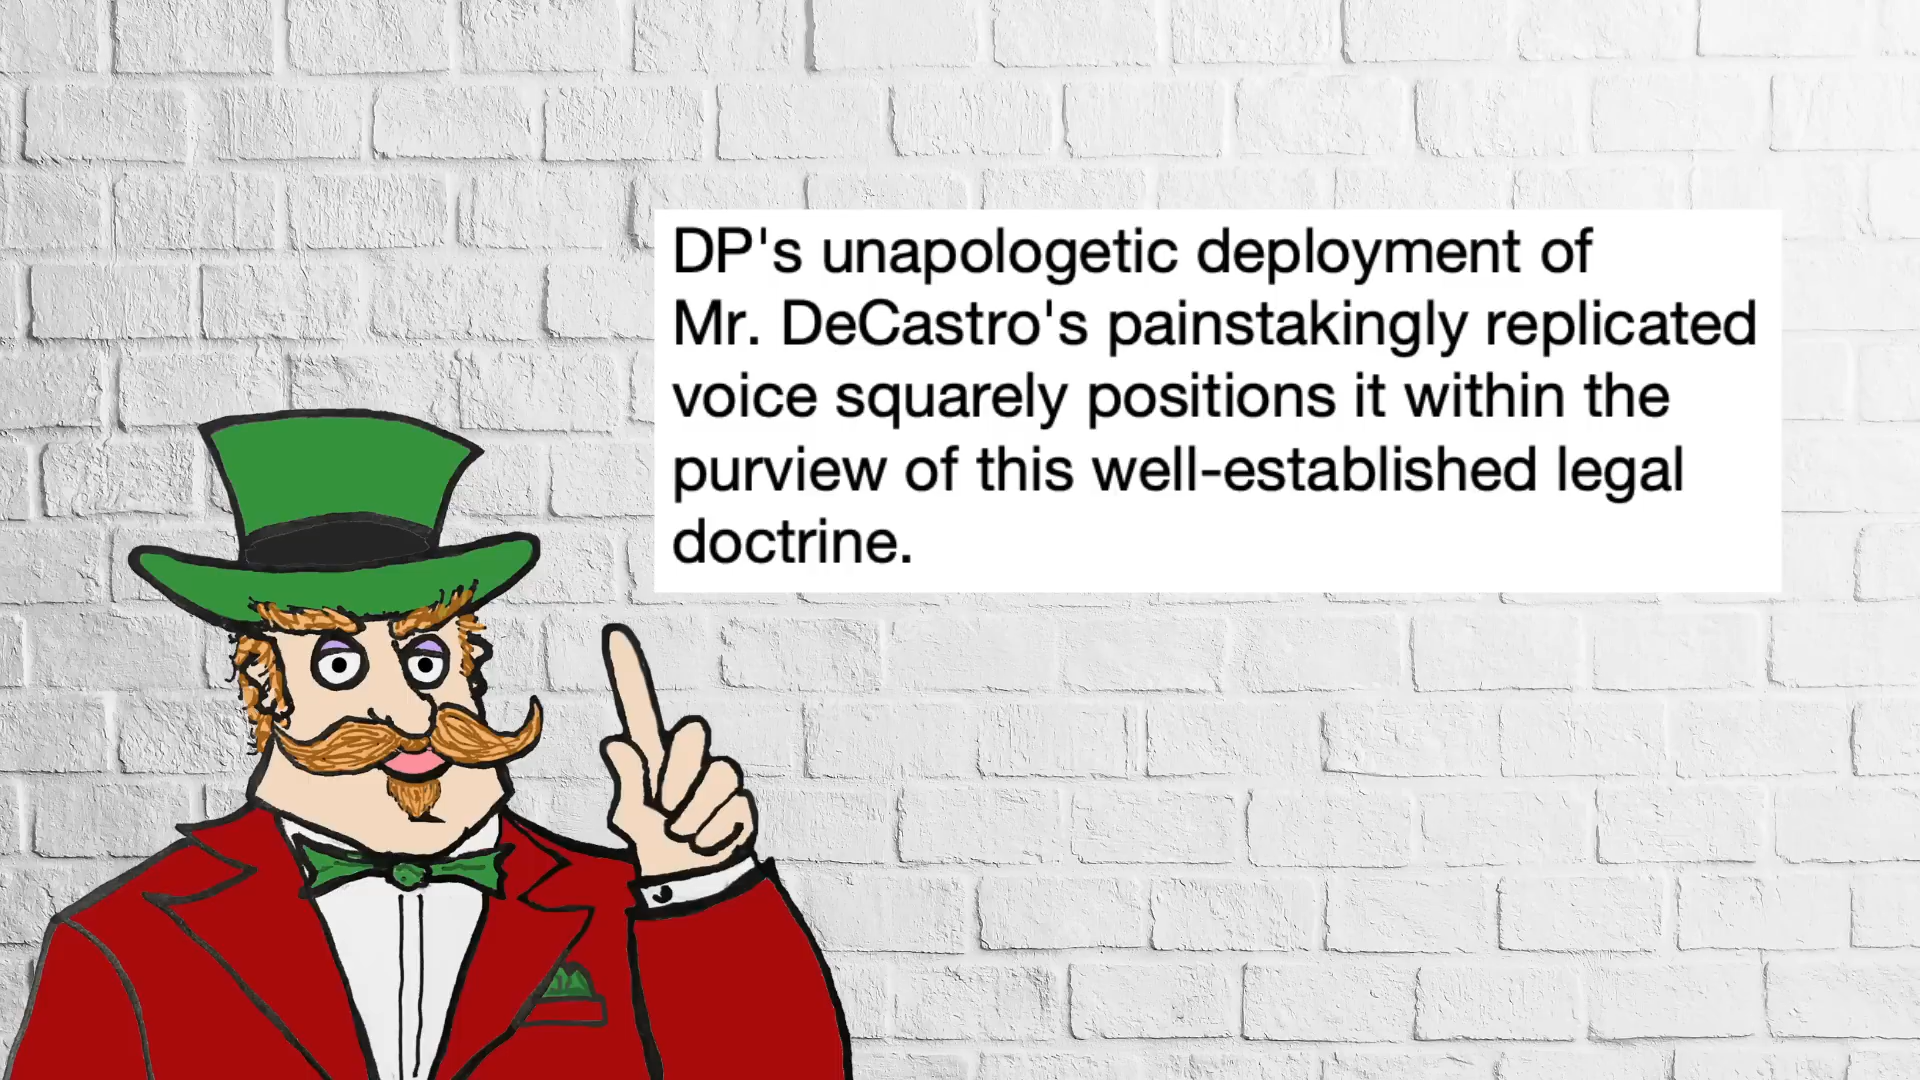 DP's unapologetic deployment of
Mr. DeCastro's painstakingly replicated
voice squarely positions it within the
purview of this well-established legal
doctrine.